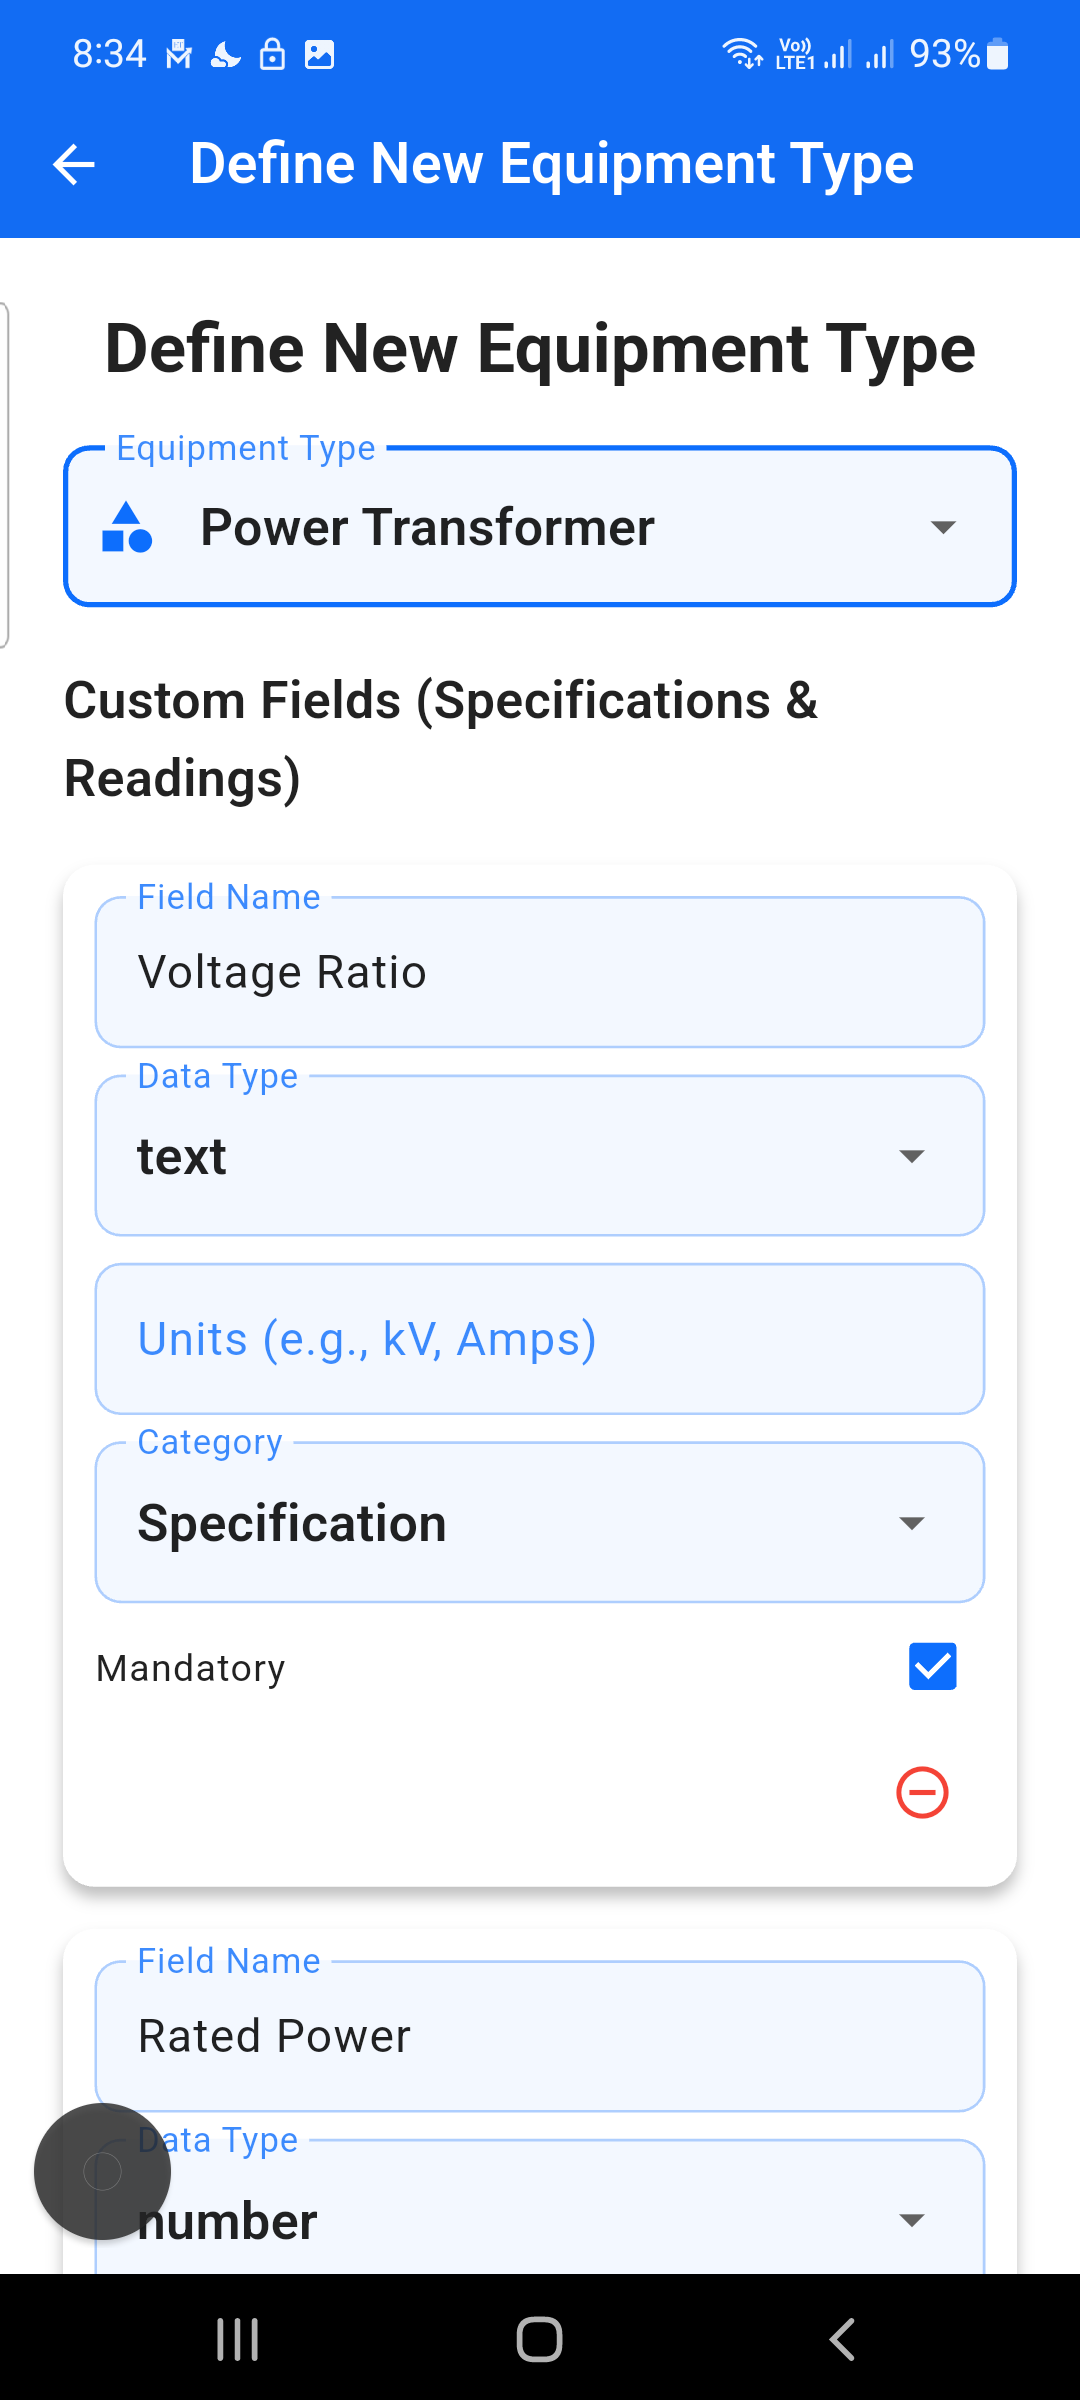 8:34
Vo))
LTE1
93%
Define New Equipment Type
Define New Equipment Type
Equipment Type
Power Transformer
Custom Fields (Specifications &
Readings)
Field Name
Voltage Ratio
Data Type
text
Units (e.g., kV, Amps)
Category
Specification
Mandatory
Field Name
Rated Power
Data Type
number